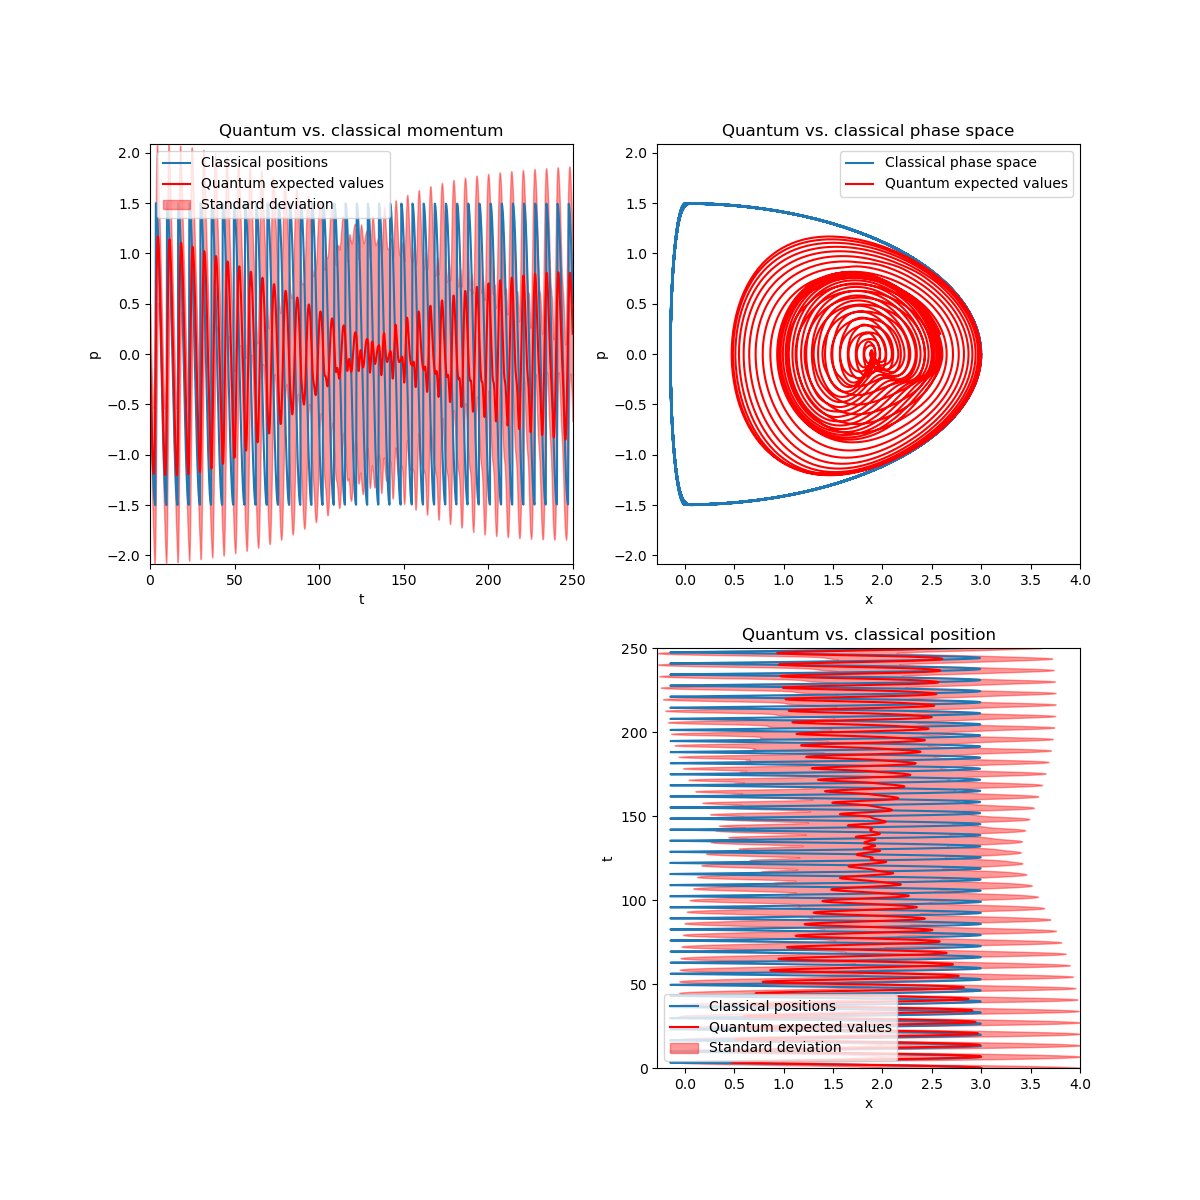 Quantum vs. classical momentum
Classical positions
Quantum expected values
Standard deviation
2.0
1.5
1.0
0.5
0.0
−0.5
−1.0
−1.5
−2.0
p
0 50 100 150 200 250
t
Quantum vs. classical phase space
Classical phase space
Quantum expected values
2.0
1.5
1.0
0.5
0.0
−0.5
−1.0
−1.5
−2.0
p
0.0 0.5 1.0 1.5 2.0 2.5 3.0 3.5 4.0
x
Quantum vs. classical position
250
200
150
100
50
0
t
Classical positions
Quantum expected values
Standard deviation
0.0 0.5 1.0 1.5 2.0 2.5 3.0 3.5 4.0
x